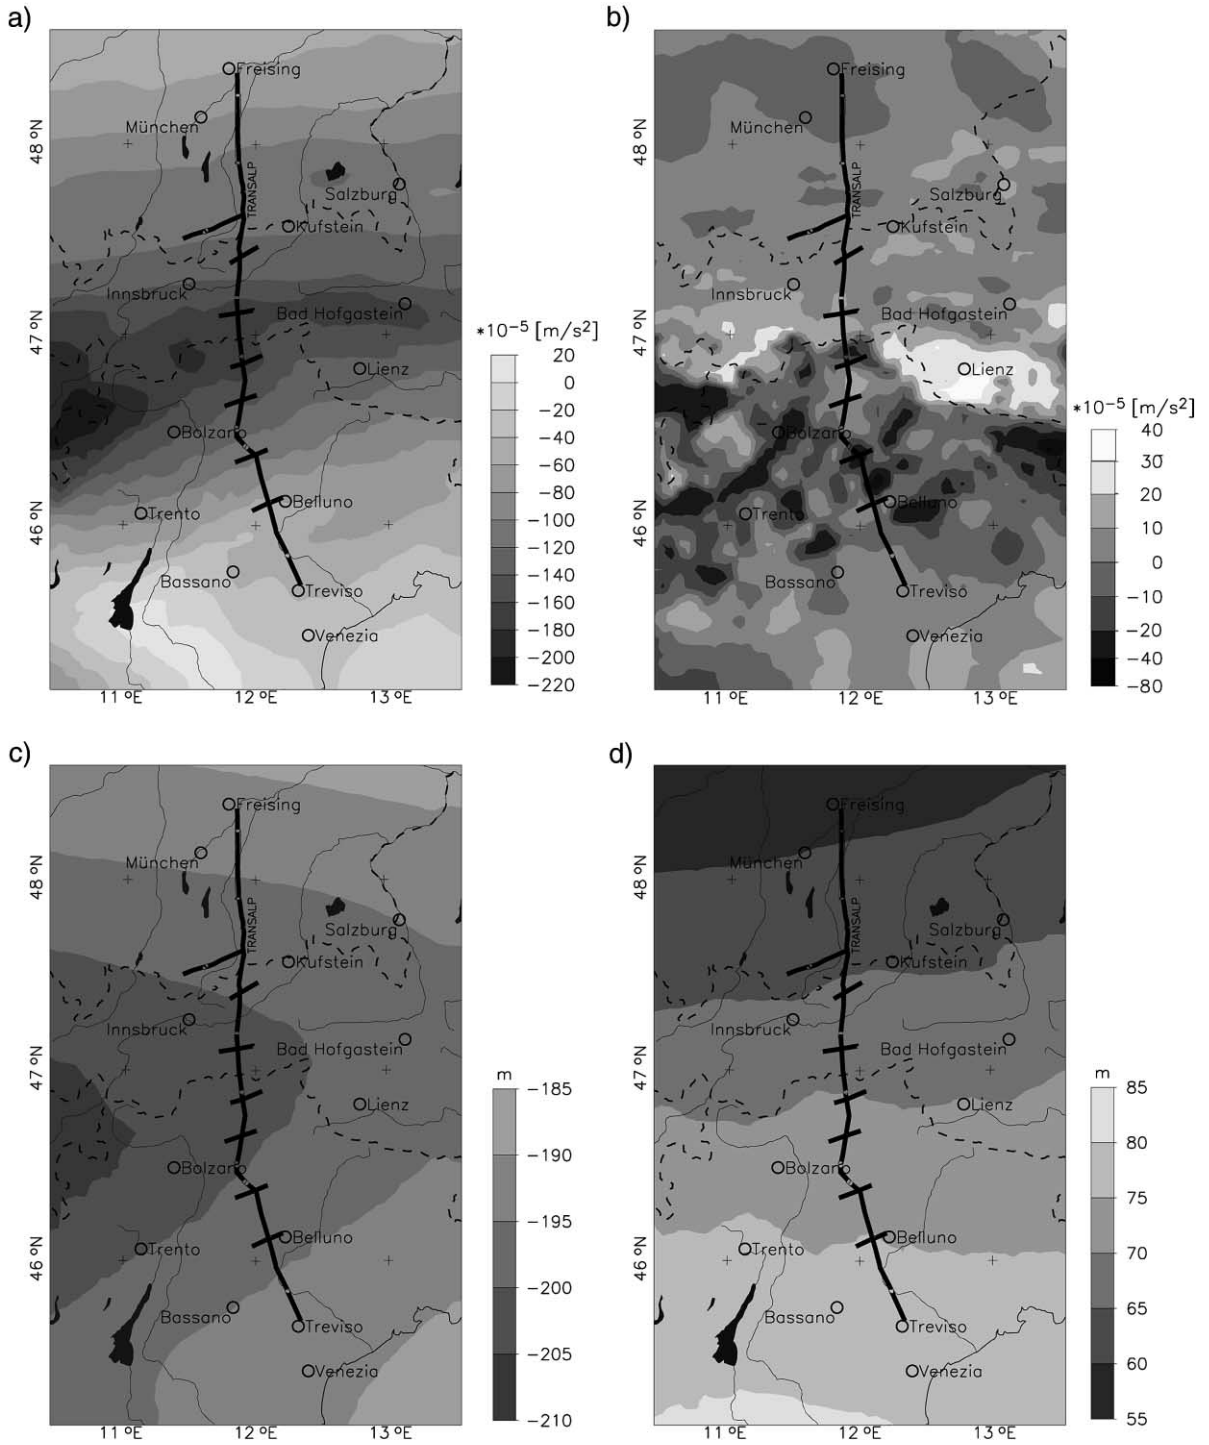 a)
Freising
München
48 °N
TRANSALP
Salzburg
Kufstein
Innsbruck
Bad Hofgastein
47 °N
Lienz
Bolzano
Belluno
Trento
46 °N
Bassano
Treviso
Venezia
11 °E 12 °E 13 °E
*10⁻⁵ [m/s²]
20
0
−20
−40
−60
−80
−100
−120
−140
−160
−180
−200
−220
b)
Freising
München
48 °N
TRANSALP
Salzburg
Kufstein
Innsbruck
Bad Hofgastein
47 °N
Lienz
Bolzano
Belluno
Trento
46 °N
Bassano
Treviso
Venezia
11 °E 12 °E 13 °E
*10⁻⁵ [m/s²]
40
30
20
10
0
−10
−20
−40
−80
c)
Freising
München
48 °N
TRANSALP
Salzburg
Kufstein
Innsbruck
Bad Hofgastein
47 °N
Lienz
Bolzano
Belluno
Trento
46 °N
Bassano
Treviso
Venezia
11 °E 12 °E 13 °E
m
−185
−190
−195
−200
−205
−210
d)
Freising
München
48 °N
TRANSALP
Salzburg
Kufstein
Innsbruck
Bad Hofgastein
47 °N
Lienz
Bolzano
Belluno
Trento
46 °N
Bassano
Treviso
Venezia
11 °E 12 °E 13 °E
m
85
80
75
70
65
60
55